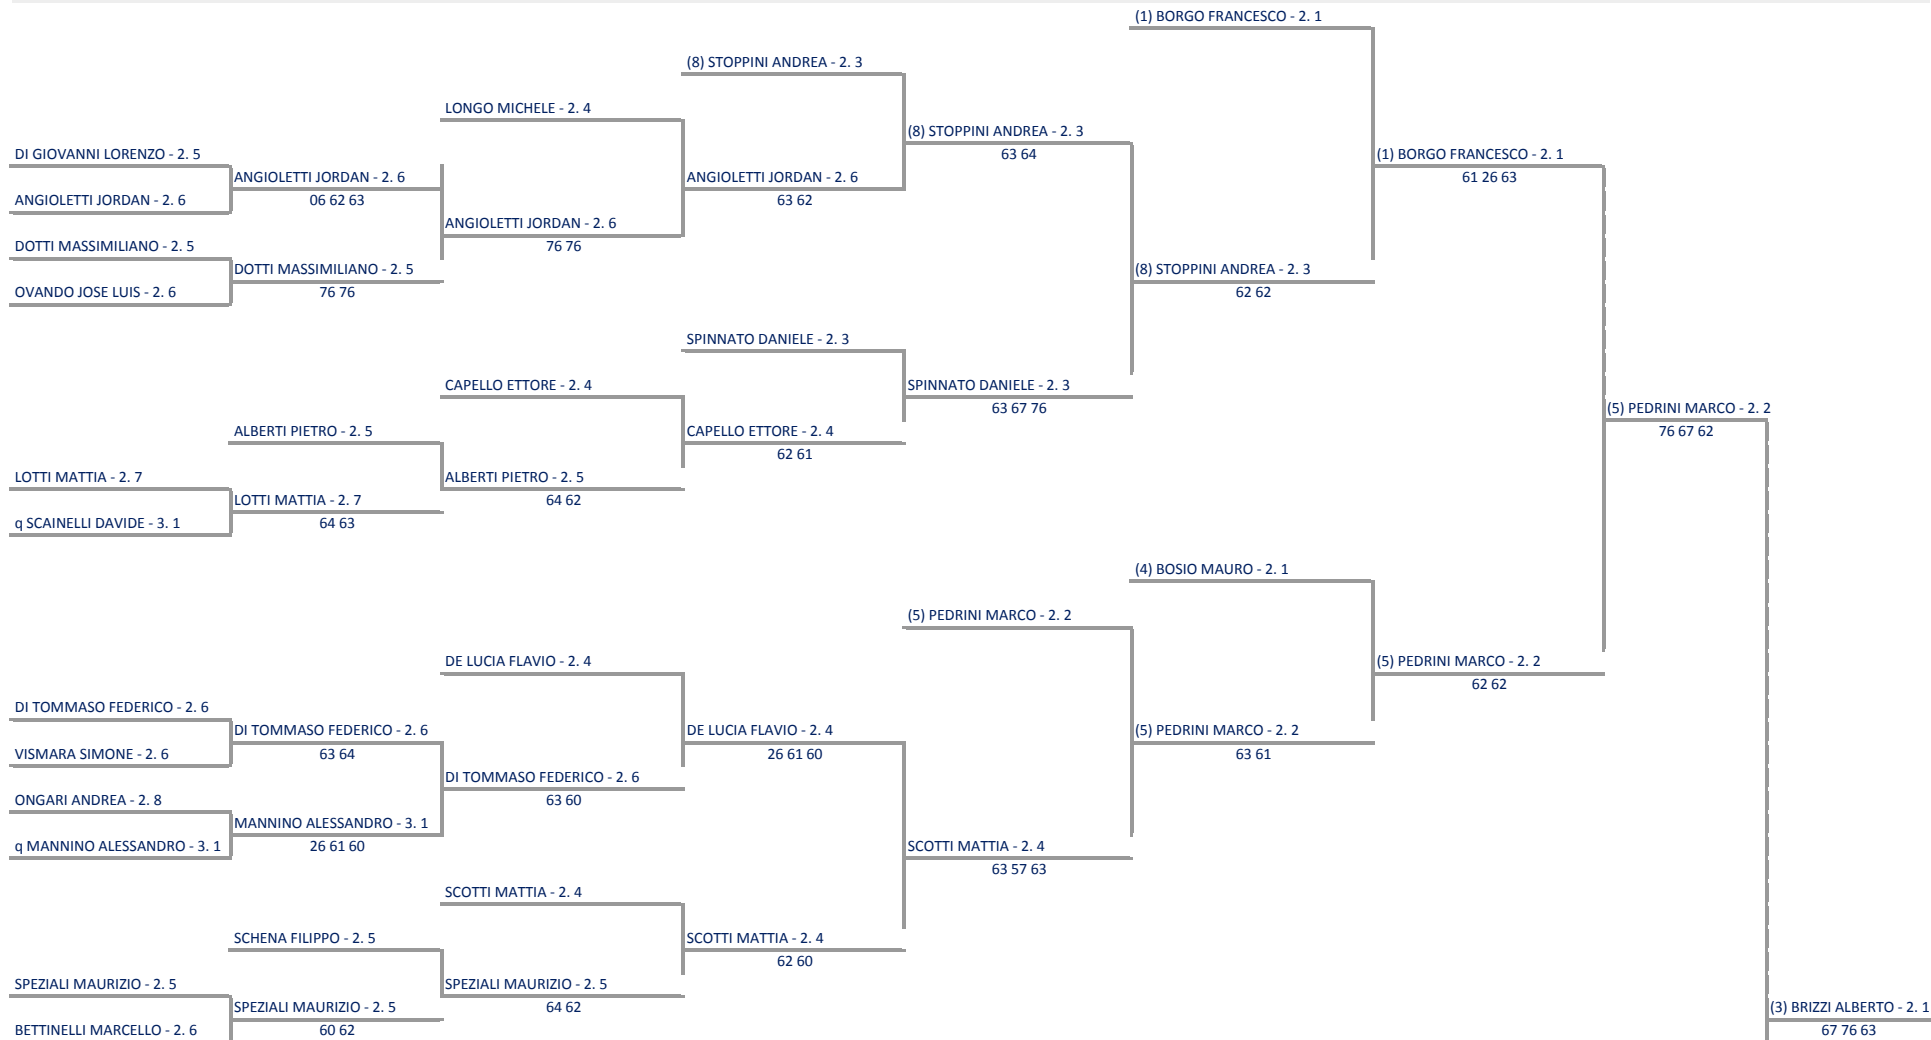 (1) BORGO FRANCESCO - 2. 1
(8) STOPPINI ANDREA - 2. 3
LONGO MICHELE - 2. 4
(8) STOPPINI ANDREA - 2. 3
63 64
DI GIOVANNI LORENZO - 2. 5
(1) BORGO FRANCESCO - 2. 1
ANGIOLETTI JORDAN - 2. 6
ANGIOLETTI JORDAN - 2. 6
61 26 63
ANGIOLETTI JORDAN - 2. 6
06 62 63
63 62
ANGIOLETTI JORDAN - 2. 6
DOTTI MASSIMILIANO - 2. 5
76 76
DOTTI MASSIMILIANO - 2. 5
(8) STOPPINI ANDREA - 2. 3
OVANDO JOSE LUIS - 2. 6
76 76
62 62
SPINNATO DANIELE - 2. 3
CAPELLO ETTORE - 2. 4
SPINNATO DANIELE - 2. 3
63 67 76
(5) PEDRINI MARCO - 2. 2
ALBERTI PIETRO - 2. 5
CAPELLO ETTORE - 2. 4
76 67 62
62 61
LOTTI MATTIA - 2. 7
ALBERTI PIETRO - 2. 5
LOTTI MATTIA - 2. 7
64 62
q SCAINELLI DAVIDE - 3. 1
64 63
(4) BOSIO MAURO - 2. 1
(5) PEDRINI MARCO - 2. 2
DE LUCIA FLAVIO - 2. 4
(5) PEDRINI MARCO - 2. 2
62 62
DI TOMMASO FEDERICO - 2. 6
DI TOMMASO FEDERICO - 2. 6
DE LUCIA FLAVIO - 2. 4
(5) PEDRINI MARCO - 2. 2
VISMARA SIMONE - 2. 6
63 64
26 61 60
63 61
DI TOMMASO FEDERICO - 2. 6
ONGARI ANDREA - 2. 8
63 60
MANNINO ALESSANDRO - 3. 1
q MANNINO ALESSANDRO - 3. 1
26 61 60
SCOTTI MATTIA - 2. 4
63 57 63
SCOTTI MATTIA - 2. 4
SCHENA FILIPPO - 2. 5
SCOTTI MATTIA - 2. 4
62 60
SPEZIALI MAURIZIO - 2. 5
SPEZIALI MAURIZIO - 2. 5
SPEZIALI MAURIZIO - 2. 5
64 62
(3) BRIZZI ALBERTO - 2. 1
BETTINELLI MARCELLO - 2. 6
60 62
67 76 63